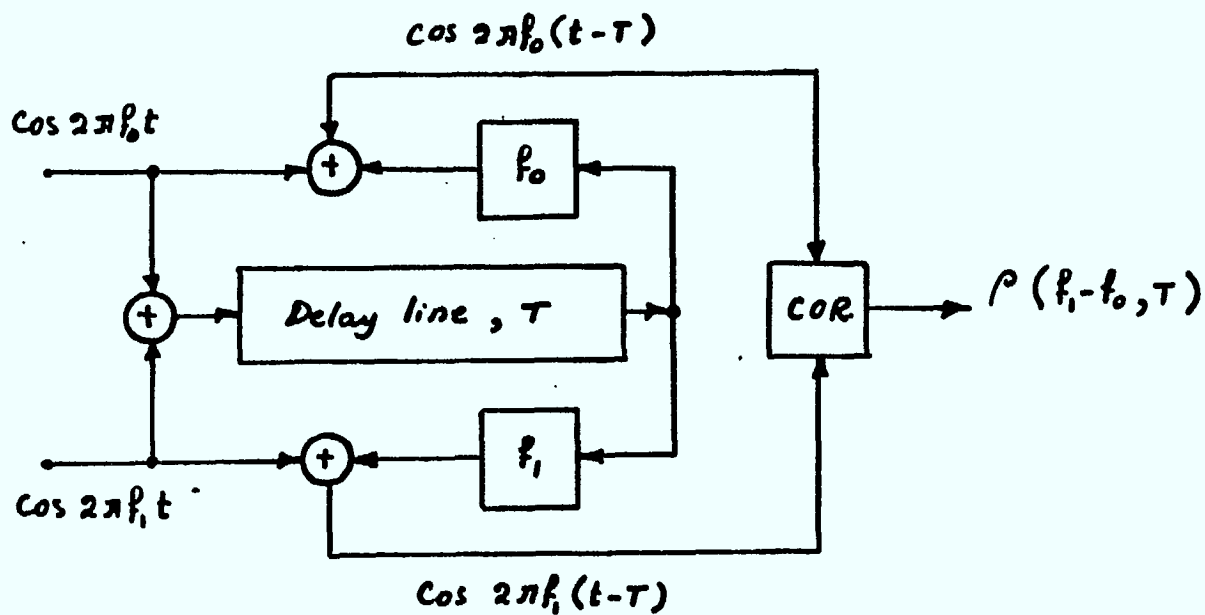 cos 2πf₀(t-T)
cos 2πf₀t
+
f₀
+
Delay line, T
COR
ρ(f₁-f₀,T)
+
f₁
cos 2πf₁t
cos 2πf₁(t-T)